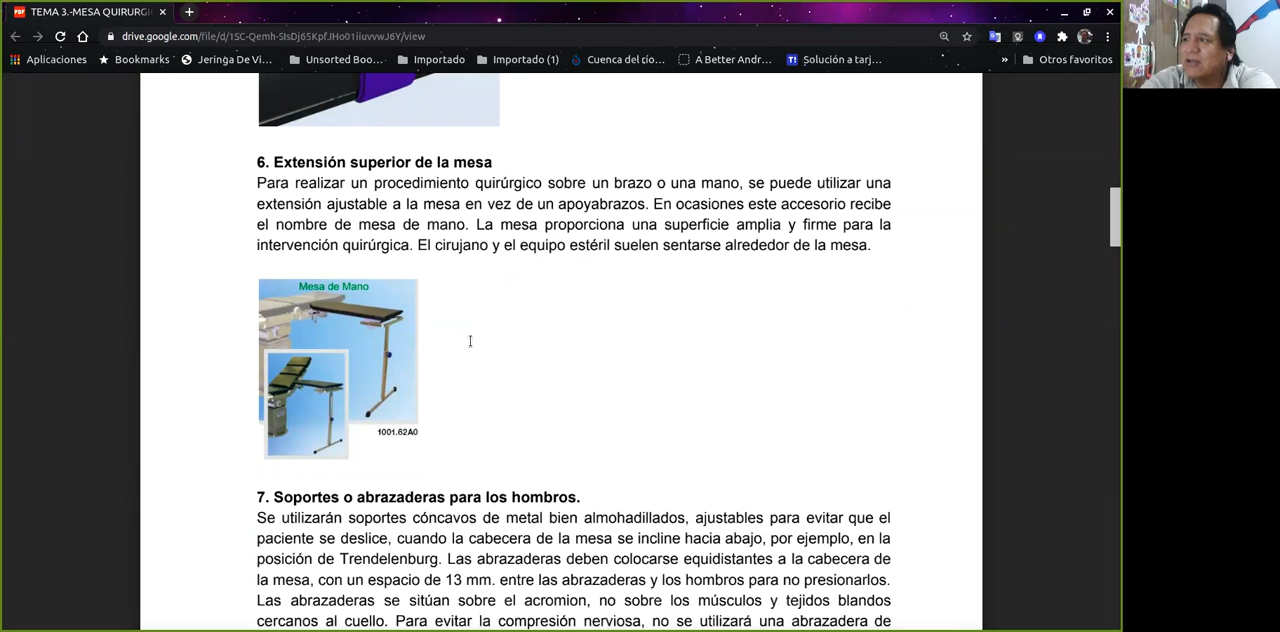 TEMA 3.-MESA QUIRURGI
drive.google.com/file/d/1SC-Qemh-SIsDj65KpfJHo01iiuvvwJ6Y/view
Aplicaciones Bookmarks Jeringa De Vi... Unsorted Boo... Importado Importado (1) Cuenca del río... A Better Andr... Solución a tarj... » Otros favoritos
6. Extensión superior de la mesa
Para realizar un procedimiento quirúrgico sobre un brazo o una mano, se puede utilizar una
extensión ajustable a la mesa en vez de un apoyabrazos. En ocasiones este accesorio recibe
el nombre de mesa de mano. La mesa proporciona una superficie amplia y firme para la
intervención quirúrgica. El cirujano y el equipo estéril suelen sentarse alrededor de la mesa.
Mesa de Mano
1001.62A0
7. Soportes o abrazaderas para los hombros.
Se utilizarán soportes cóncavos de metal bien almohadillados, ajustables para evitar que el
paciente se deslice, cuando la cabecera de la mesa se incline hacia abajo, por ejemplo, en la
posición de Trendelenburg. Las abrazaderas deben colocarse equidistantes a la cabecera de
la mesa, con un espacio de 13 mm. entre las abrazaderas y los hombros para no presionarlos.
Las abrazaderas se sitúan sobre el acromion, no sobre los músculos y tejidos blandos
cercanos al cuello. Para evitar la compresión nerviosa, no se utilizará una abrazadera de